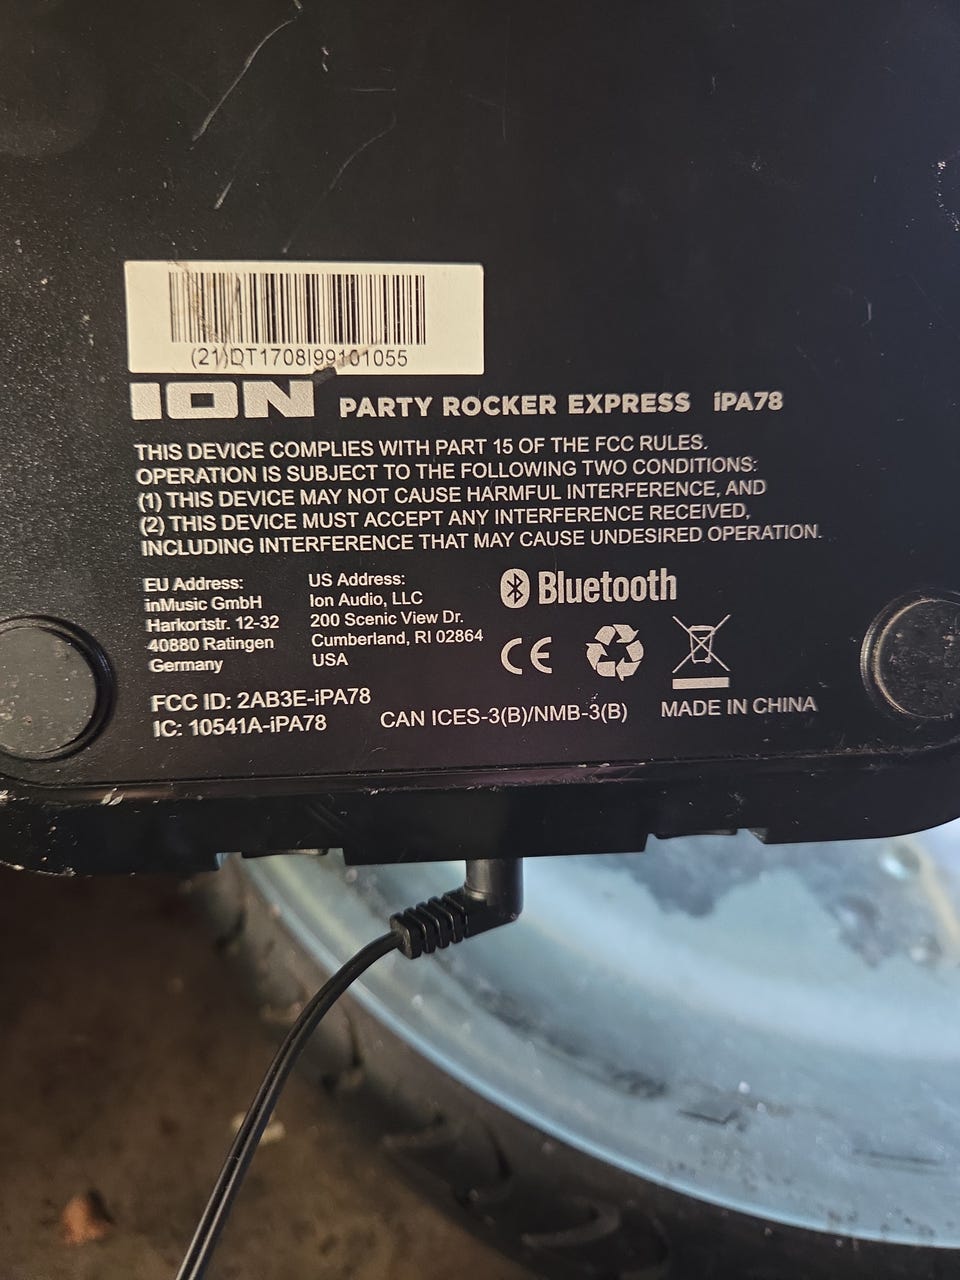 (21)DT1708I99101055
ION PARTY ROCKER EXPRESS iPA78
THIS DEVICE COMPLIES WITH PART 15 OF THE FCC RULES.
OPERATION IS SUBJECT TO THE FOLLOWING TWO CONDITIONS:
(1) THIS DEVICE MAY NOT CAUSE HARMFUL INTERFERENCE, AND
(2) THIS DEVICE MUST ACCEPT ANY INTERFERENCE RECEIVED,
INCLUDING INTERFERENCE THAT MAY CAUSE UNDESIRED OPERATION.
EU Address:
inMusic GmbH
Harkortstr. 12-32
40880 Ratingen
Germany
US Address:
Ion Audio, LLC
200 Scenic View Dr.
Cumberland, RI 02864
USA
Bluetooth
CE
FCC ID: 2AB3E-iPA78
IC: 10541A-iPA78
CAN ICES-3(B)/NMB-3(B)
MADE IN CHINA